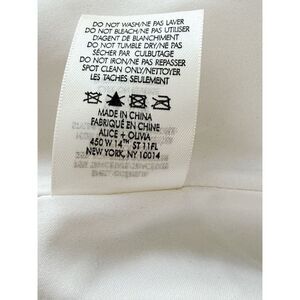 DO NOT WASH/NE PAS LAVER
DO NOT BLEACH/NE PAS UTILISER
D'AGENT DE BLANCHIMENT
DO NOT TUMBLE DRY/NE PAS
SÉCHER PAR CULBUTAGE
DO NOT IRON/NE PAS REPASSER
SPOT CLEAN ONLY/NETTOYER
LES TÂCHES SEULEMENT
MADE IN CHINA
FABRIQUÉ EN CHINE
ALICE + OLIVIA
450 W 14TH ST 11FL
NEW YORK, NY 10014